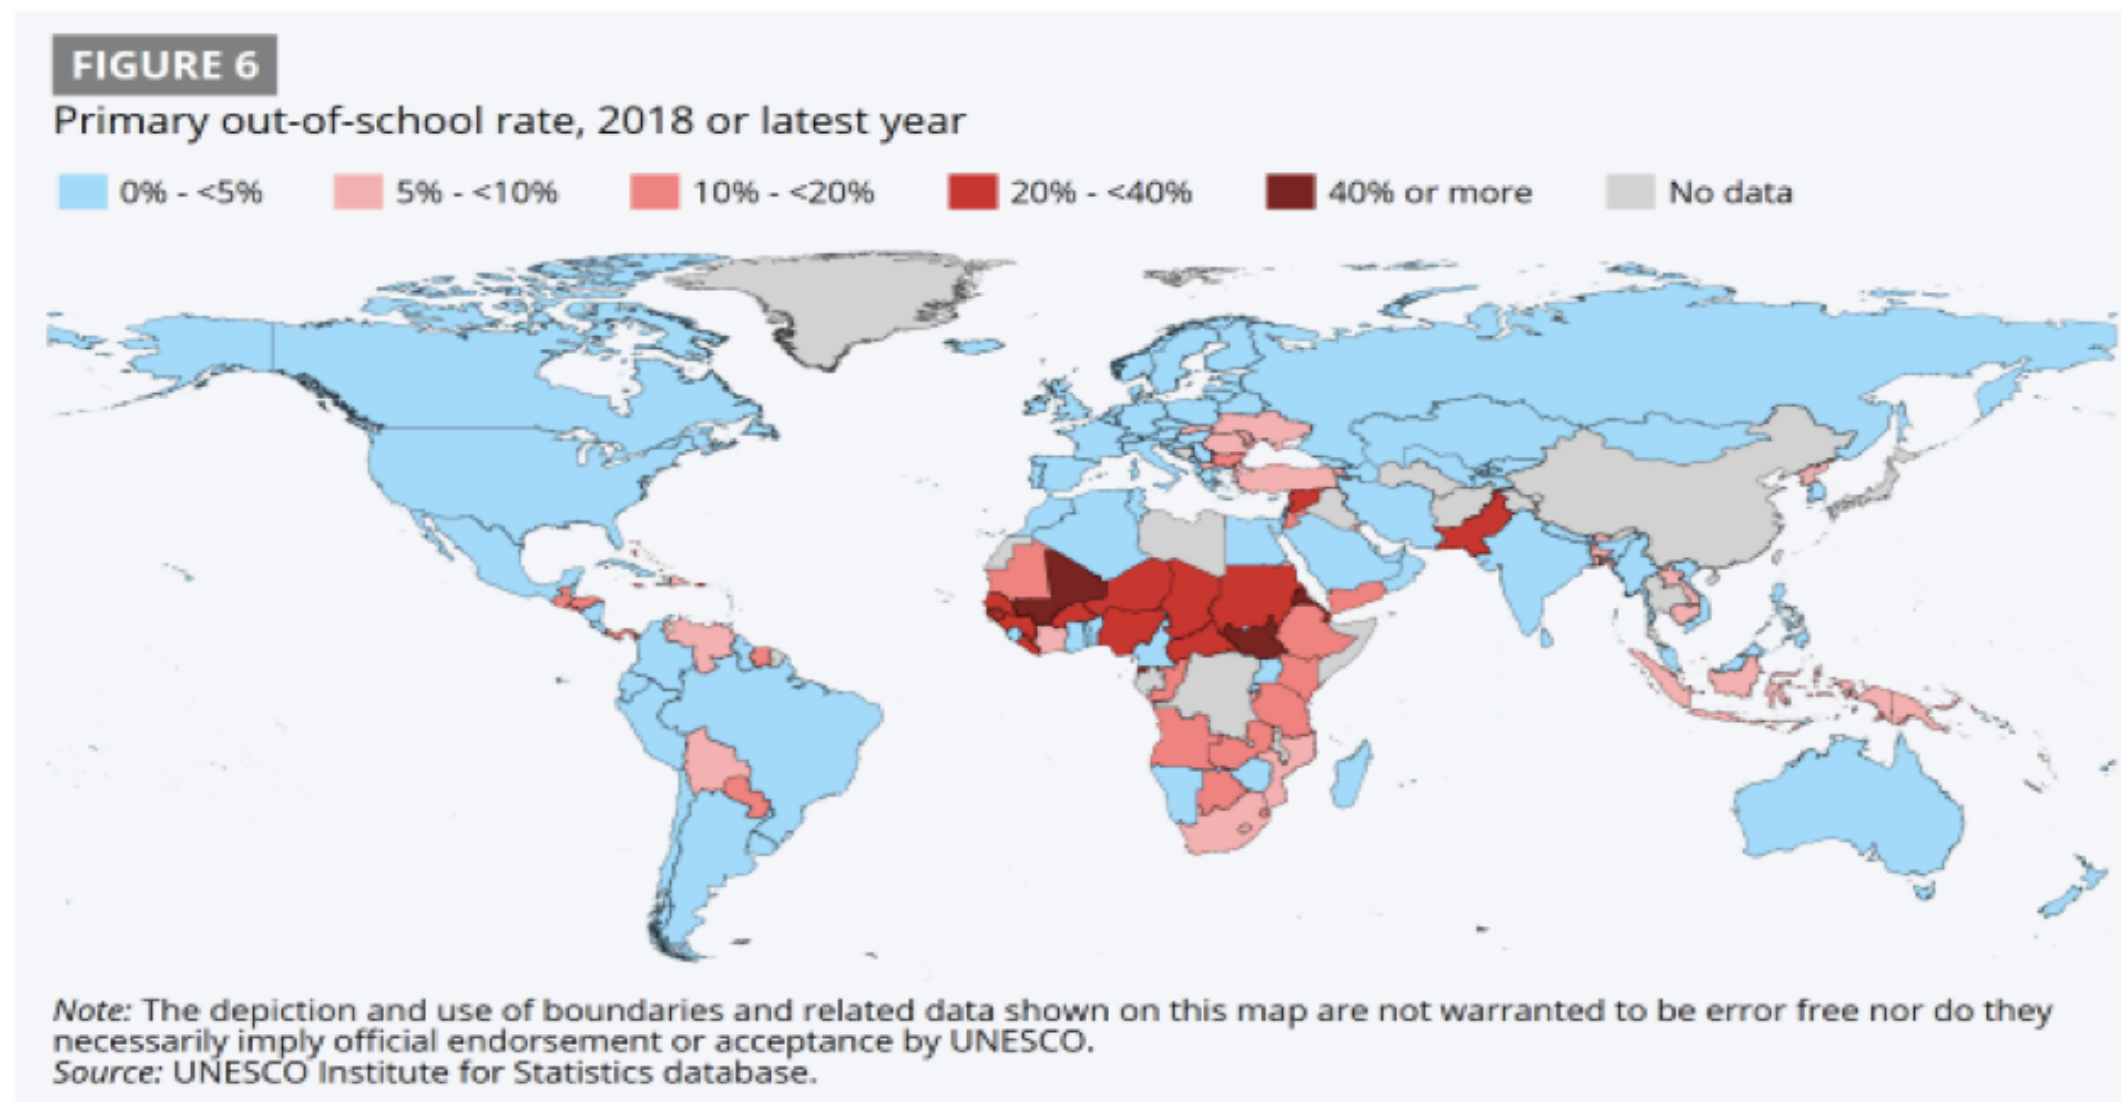 FIGURE 6
Primary out-of-school rate, 2018 or latest year
0% - <5% 5% - <10% 10% - <20% 20% - <40% 40% or more No data
Note: The depiction and use of boundaries and related data shown on this map are not warranted to be error free nor do they
necessarily imply official endorsement or acceptance by UNESCO.
Source: UNESCO Institute for Statistics database.